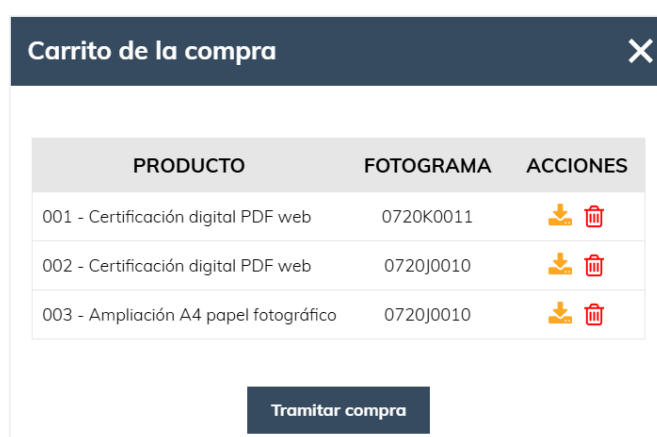 Carrito de la compra
PRODUCTO FOTOGRAMA ACCIONES
001 - Certificación digital PDF web 0720K0011
002 - Certificación digital PDF web 0720J0010
003 - Ampliación A4 papel fotográfico 0720J0010
Tramitar compra